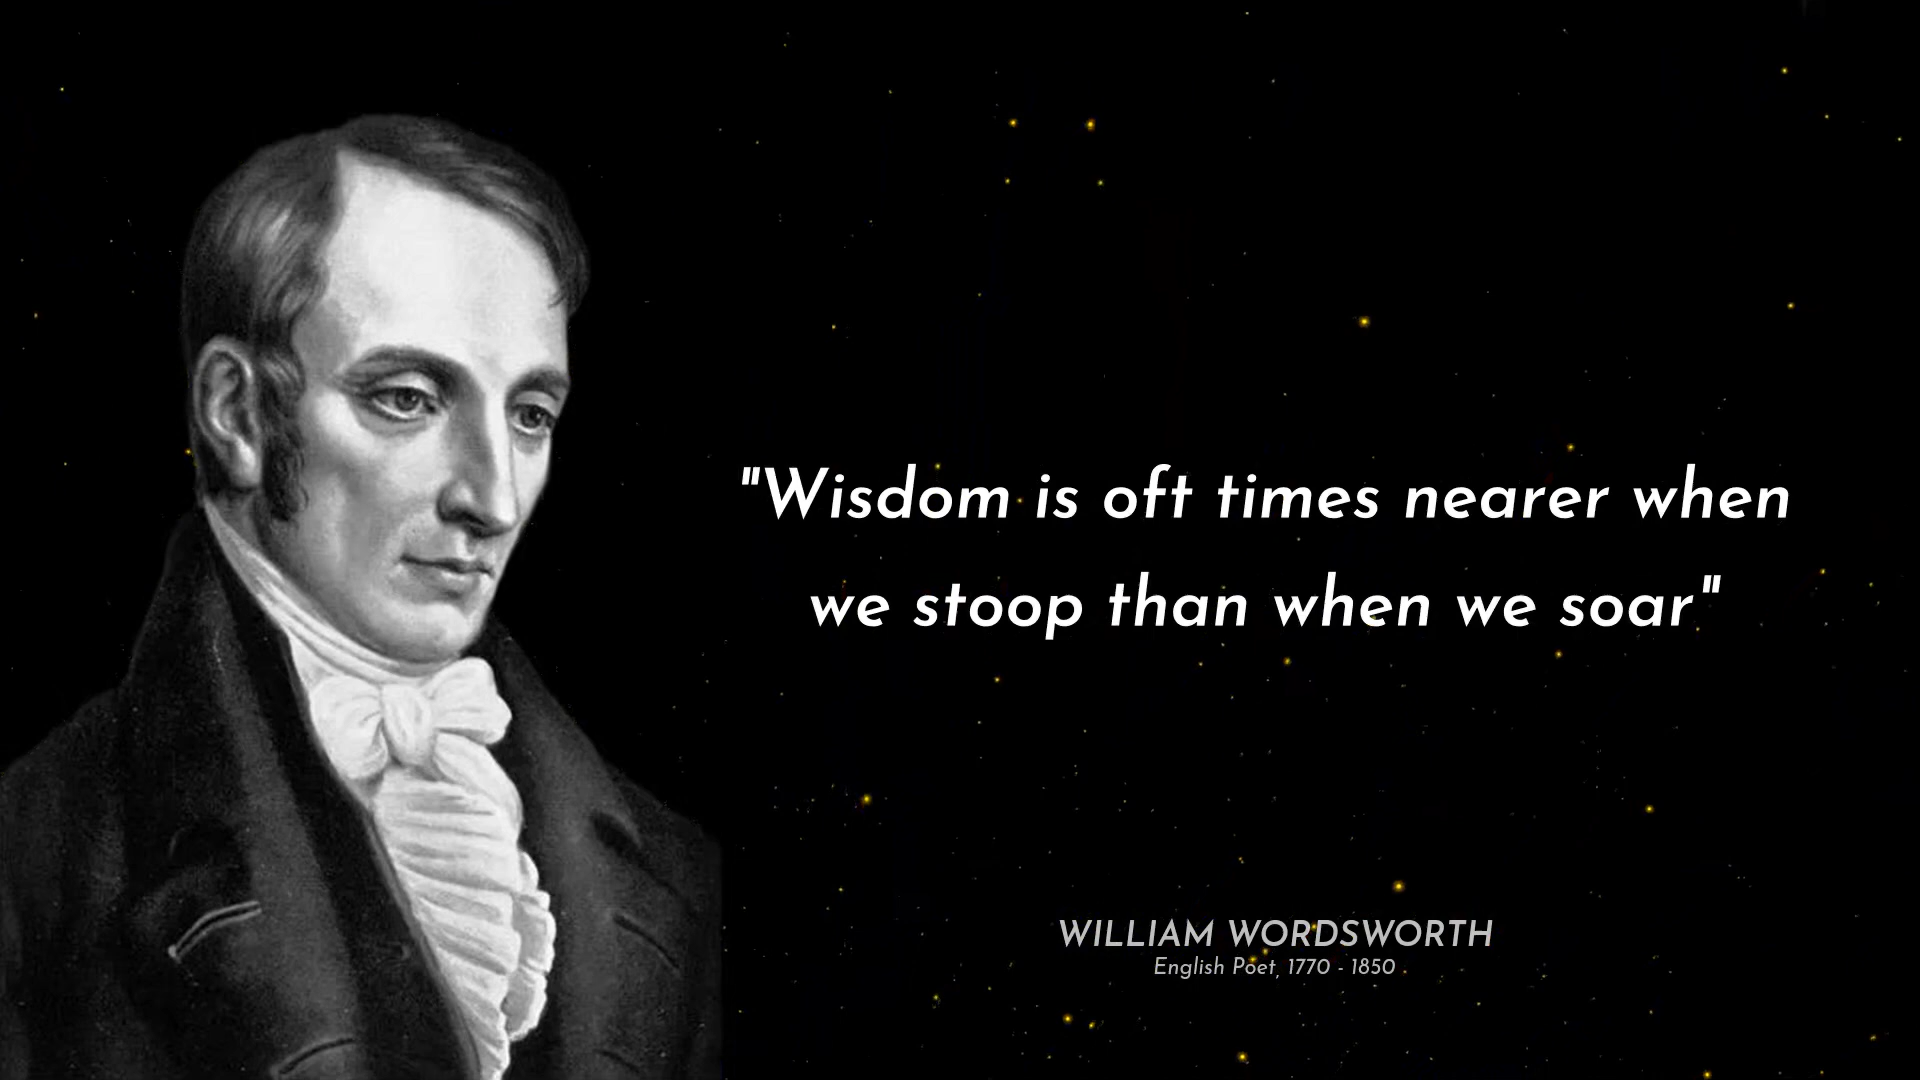 "Wisdom is oft times nearer when
we stoop than when we soar"
WILLIAM WORDSWORTH
English Poet, 1770 - 1850